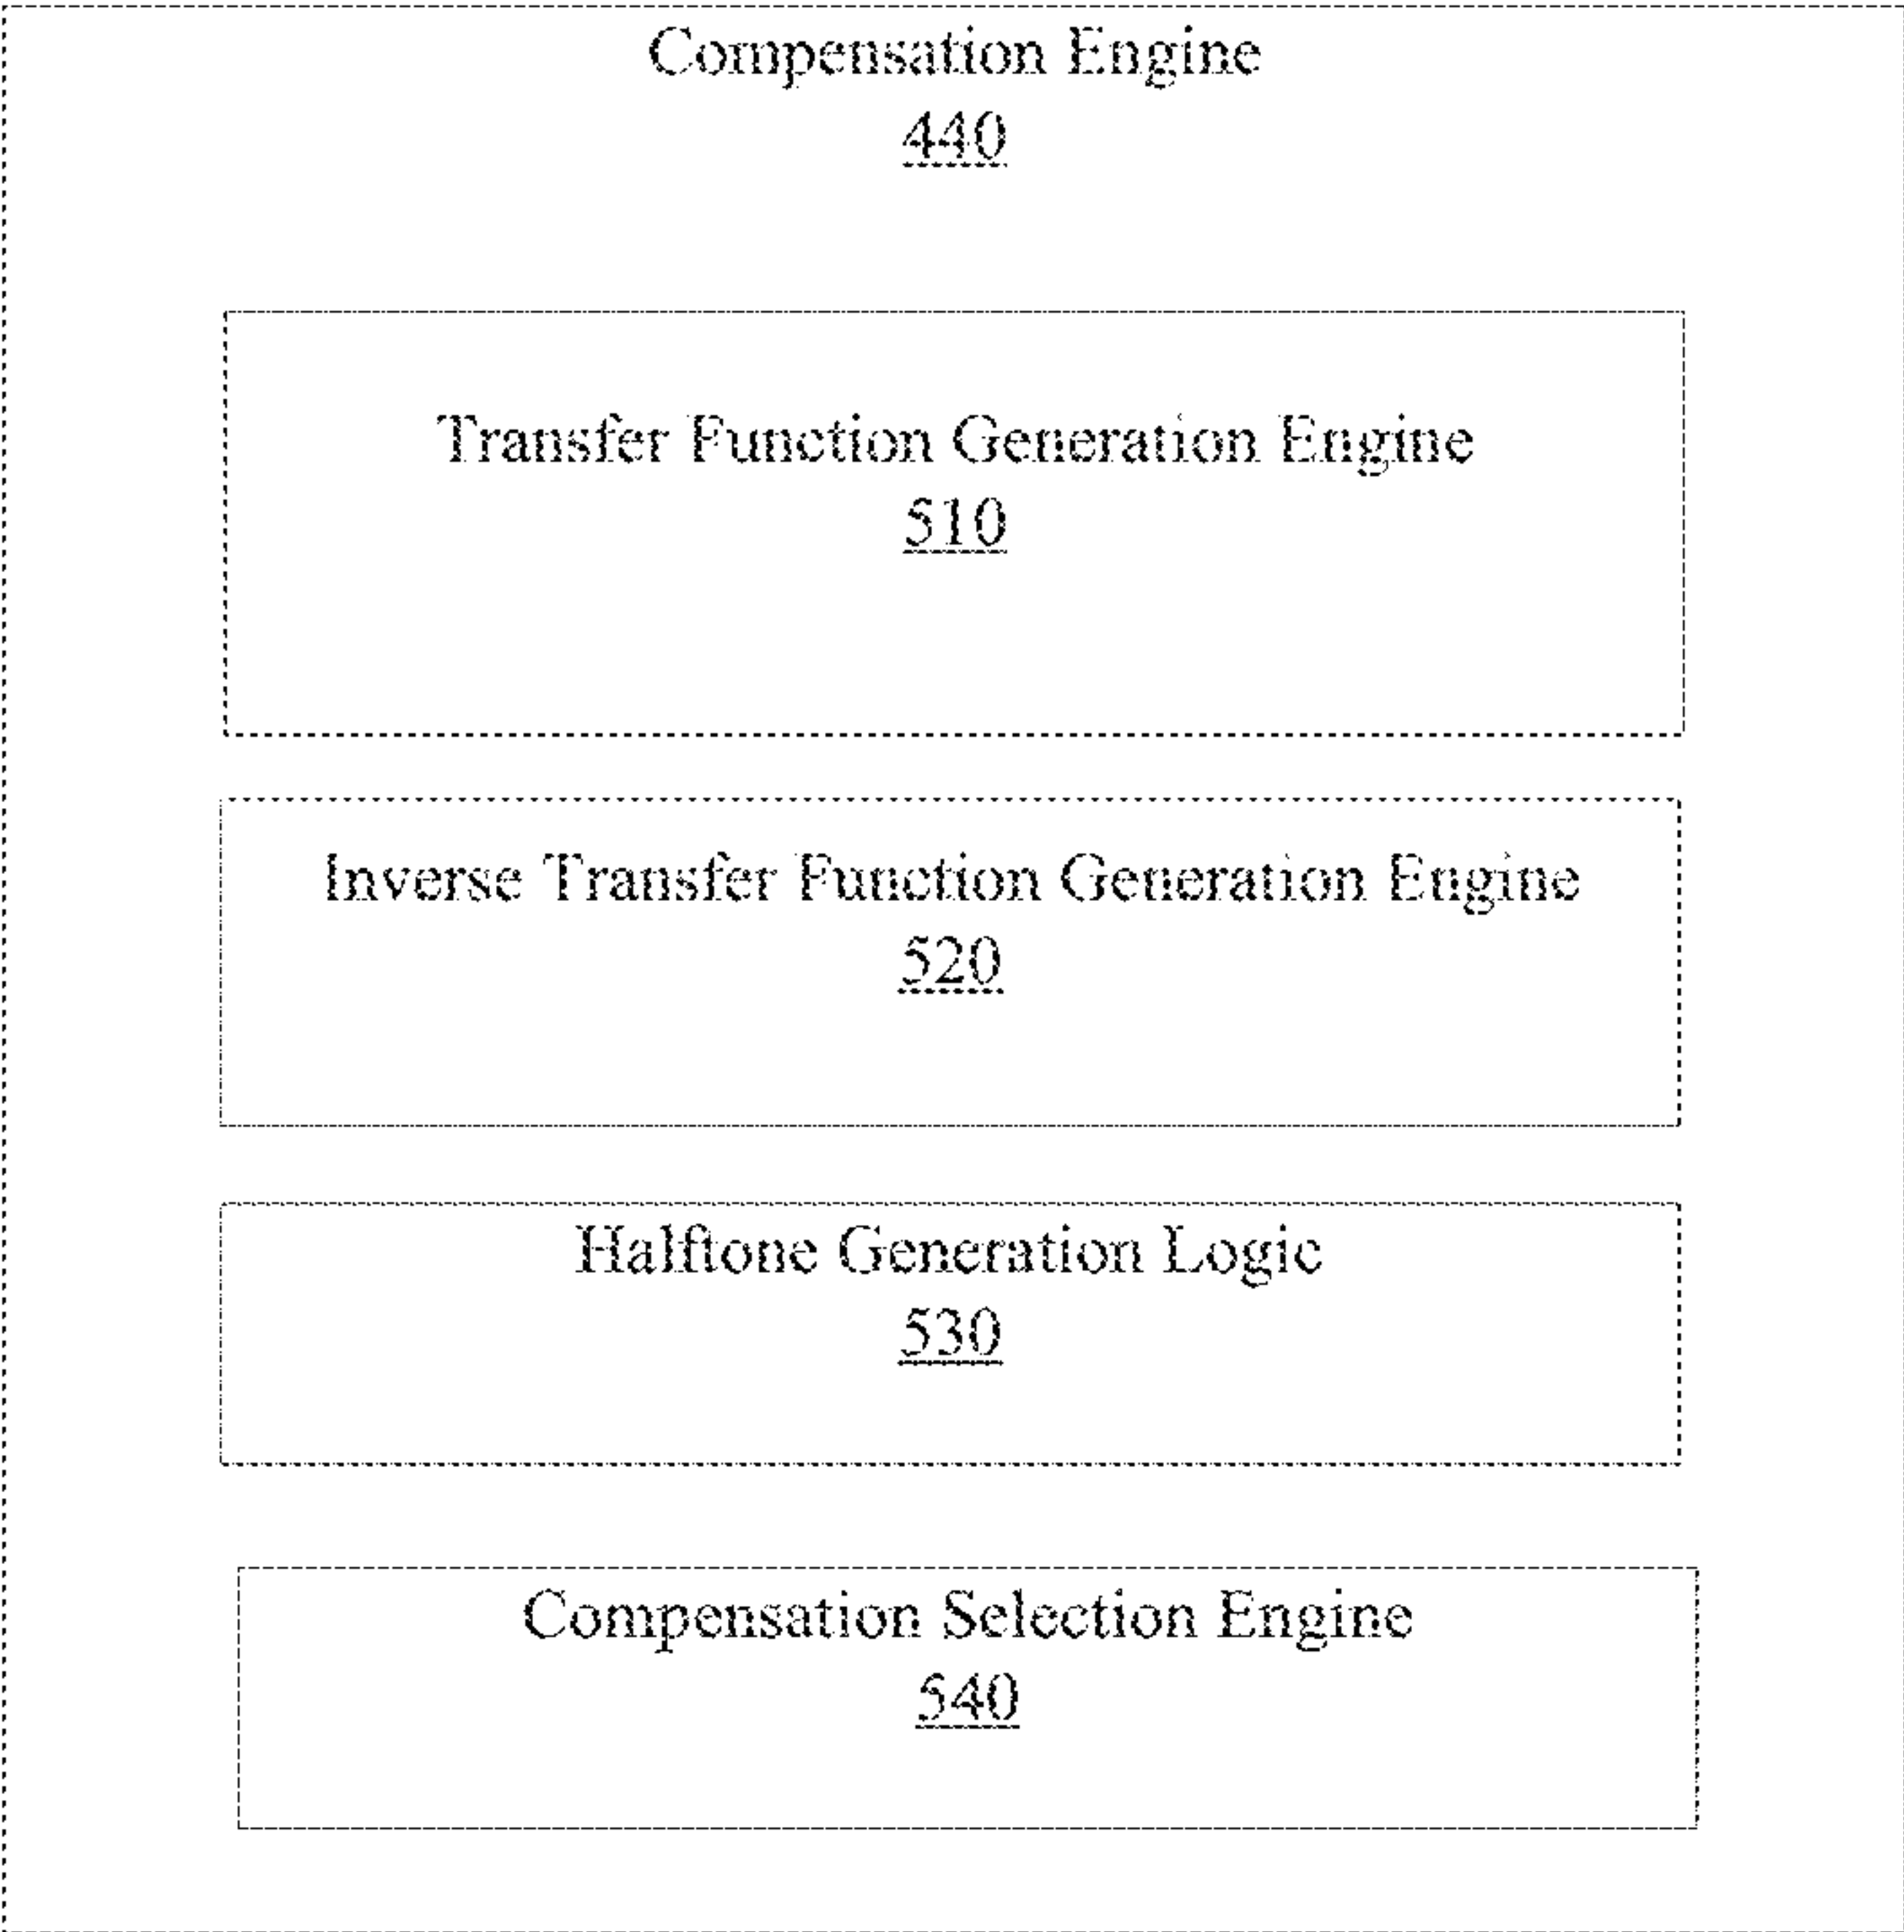 Compensation Engine
440
Transfer Function Generation Engine
510
Inverse Transfer Function Generation Engine
520
Halftone Generation Logic
530
Compensation Selection Engine
540